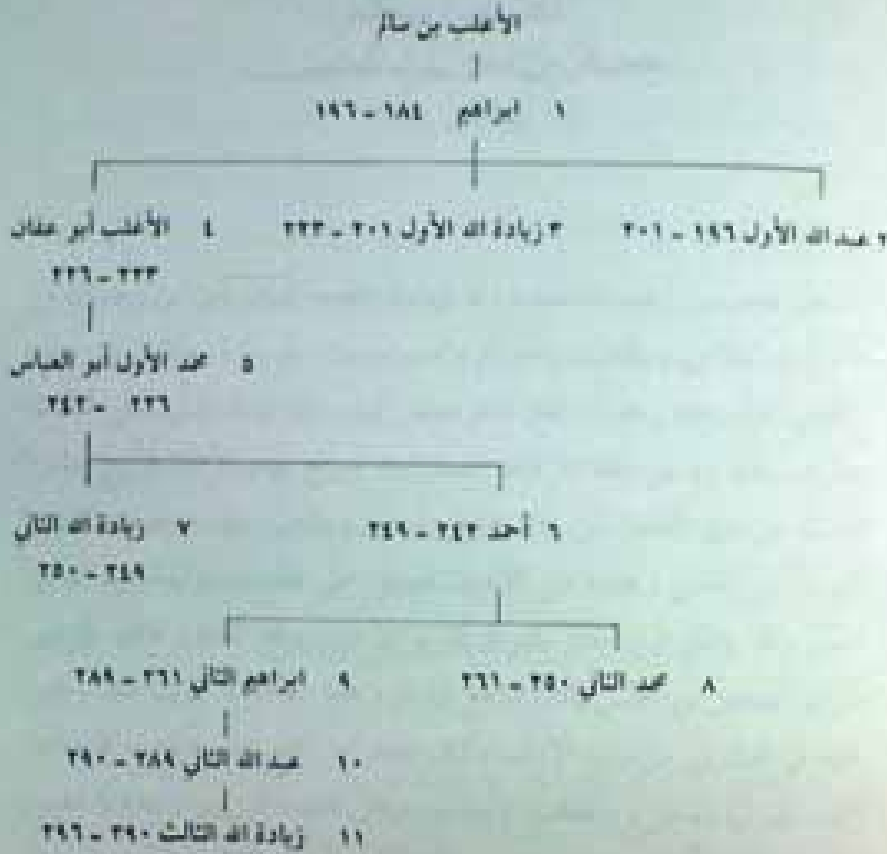 الأغلب بن سالم
١ ابراهيم ١٨٤ - ١٩٦
٢ عبد الله الأول ١٩٦ - ٢٠١
٣ زيادة الله الأول ٢٠١ - ٢٢٣
٤ الأغلب أبو عفان
٢٢٣ - ٢٢٦
٥ محمد الأول أبو العباس
٢٢٦ - ٢٤٢
٦ أحمد ٢٤٢ - ٢٤٩
٧ زيادة الله الثاني
٢٤٩ - ٢٥٠
٨ محمد الثاني ٢٥٠ - ٢٦١
٩ ابراهيم الثاني ٢٦١ - ٢٨٩
١٠ عبد الله الثاني ٢٨٩ - ٢٩٠
١١ زيادة الله الثالث ٢٩٠ - ٢٩٦